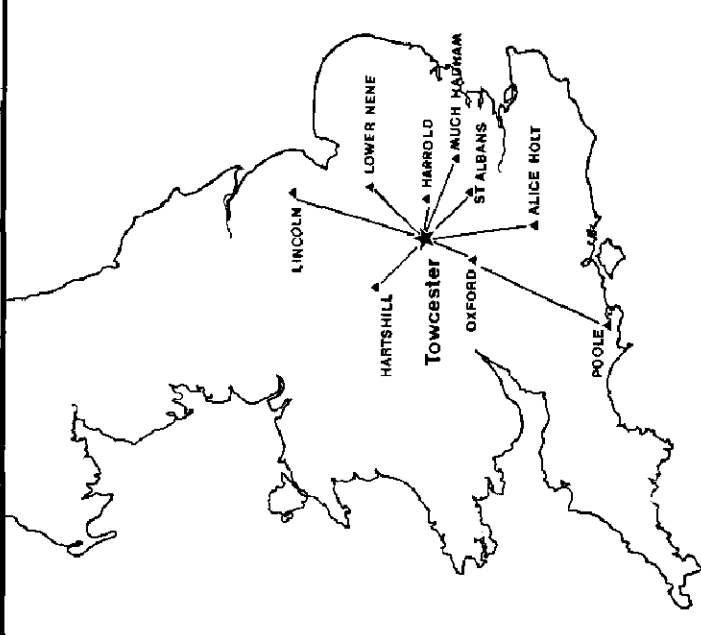 LINCOLN
LOWER NENE
HARTSHILL
HARROLD
MUCH HADHAM
Towcester
ST ALBANS
OXFORD
ALICE HOLT
POOLE